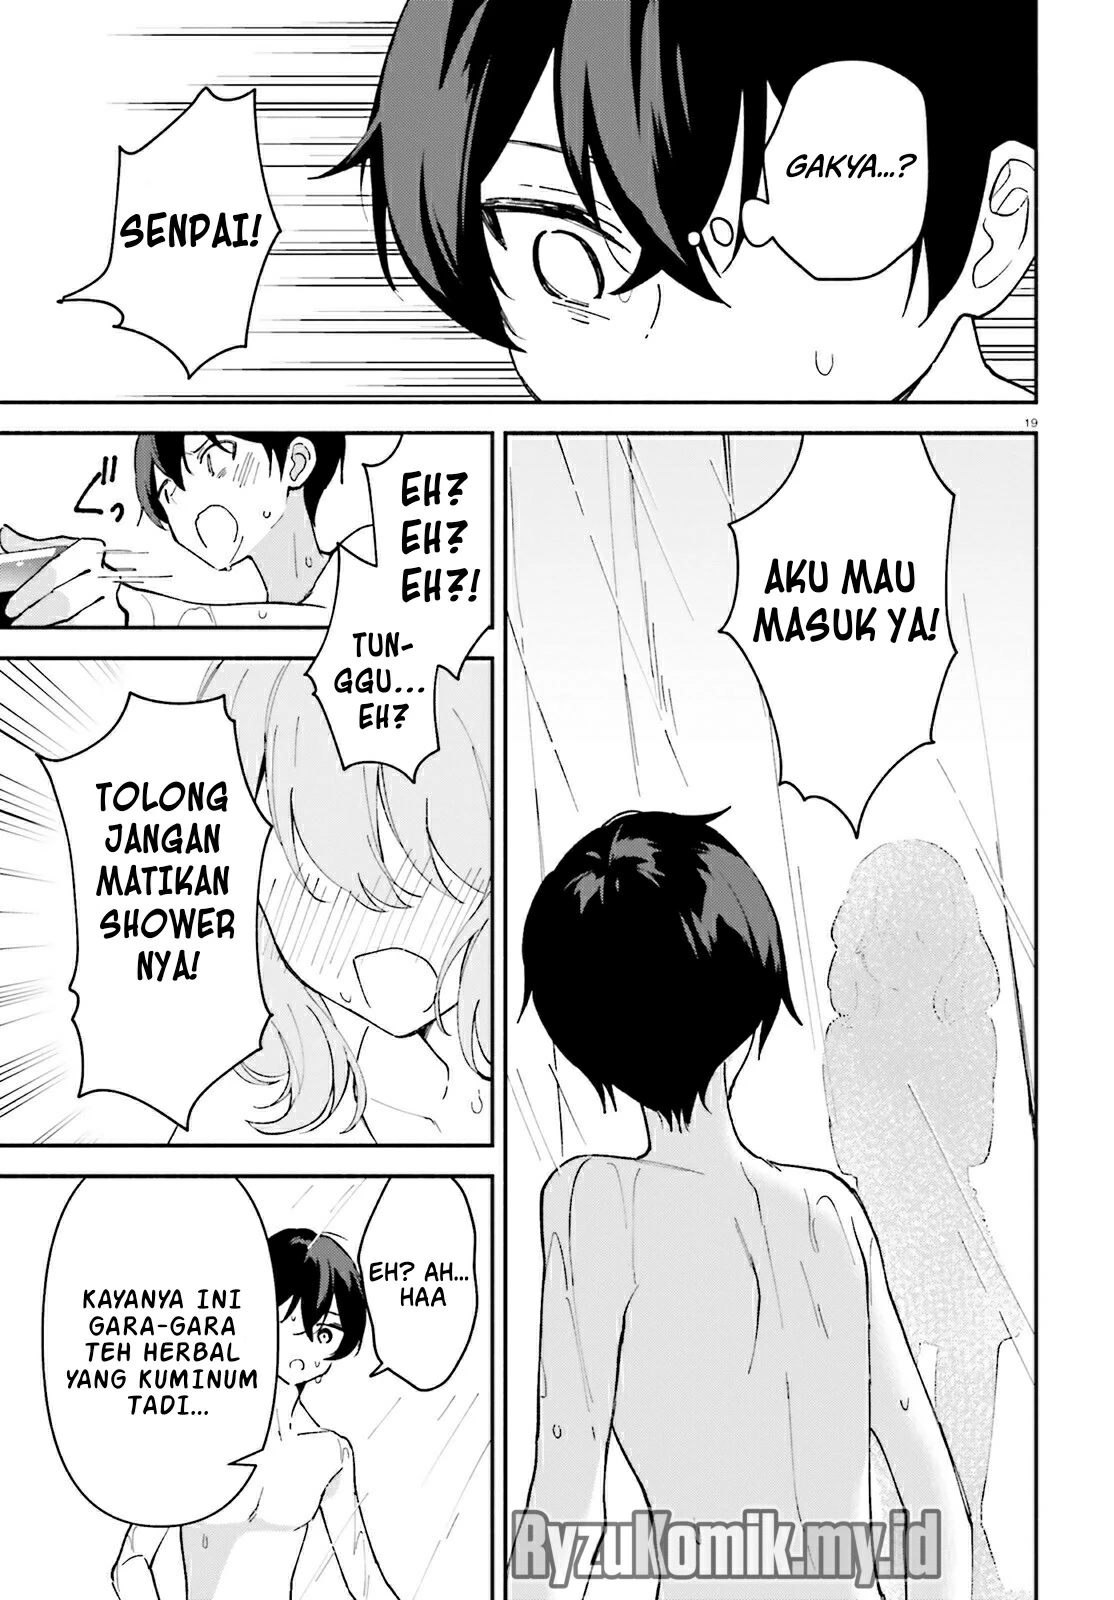 GAKYA...?
SENPAI!
19
AKU MAU
MASUK YA!
EH?
EH?
EH?!
TUN-
GGU...
EH?
TOLONG
JANGAN
MATIKAN
SHOWER
NYA!
EH? AH...
HAA
KAYANYA INI
GARA-GARA
TEH HERBAL
YANG KUMINUM
TADI...
RyzuKomik.my.id